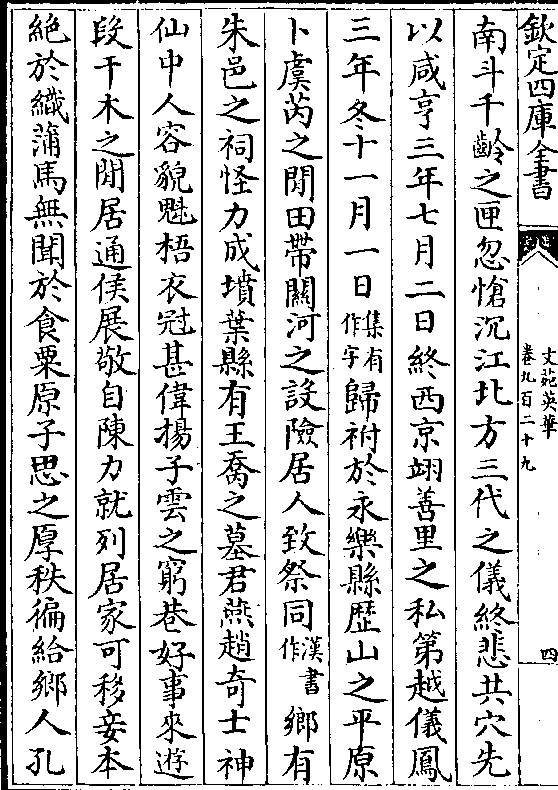 欽定四庫全書
文苑英華
卷九百二十九
四
南斗千齡之匣忽愴沉江北方三代之儀終悲共穴先
以咸亨三年七月二日終西京翊善里之私第越儀鳳
三年冬十一月一日集有作字歸祔於永樂縣歴山之平原
卜虞芮之閒田帶關河之設險居人致祭同漢書作鄉有
朱邑之祠怪力成墳葉縣有王喬之墓君燕趙奇士神
仙中人容貌魁梧衣冠甚偉揚子雲之窮巷好事來遊
段干木之閒居通侯展敬自陳力就列居家可移妾本
絶於織蒲馬無聞於食粟原子思之厚秩徧給鄉人孔